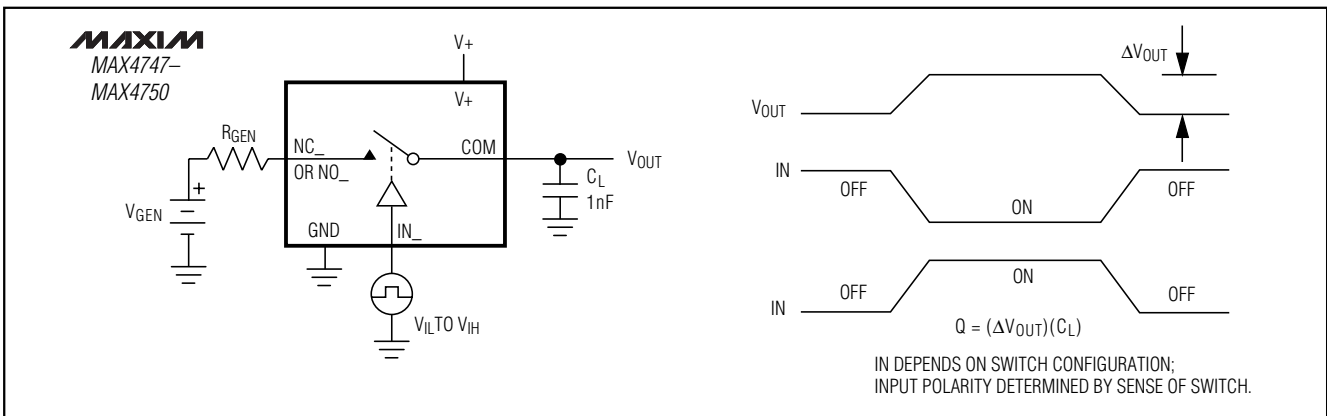 MAXIM
MAX4747–
MAX4750
V+
V+
RGEN
NC_
OR NO_
COM
VOUT
CL
1nF
+
VGEN
GND
IN_
VILTO VIH
ΔVOUT
VOUT
IN
OFF
ON
OFF
IN
OFF
ON
OFF
Q = (ΔVOUT)(CL)
IN DEPENDS ON SWITCH CONFIGURATION;
INPUT POLARITY DETERMINED BY SENSE OF SWITCH.